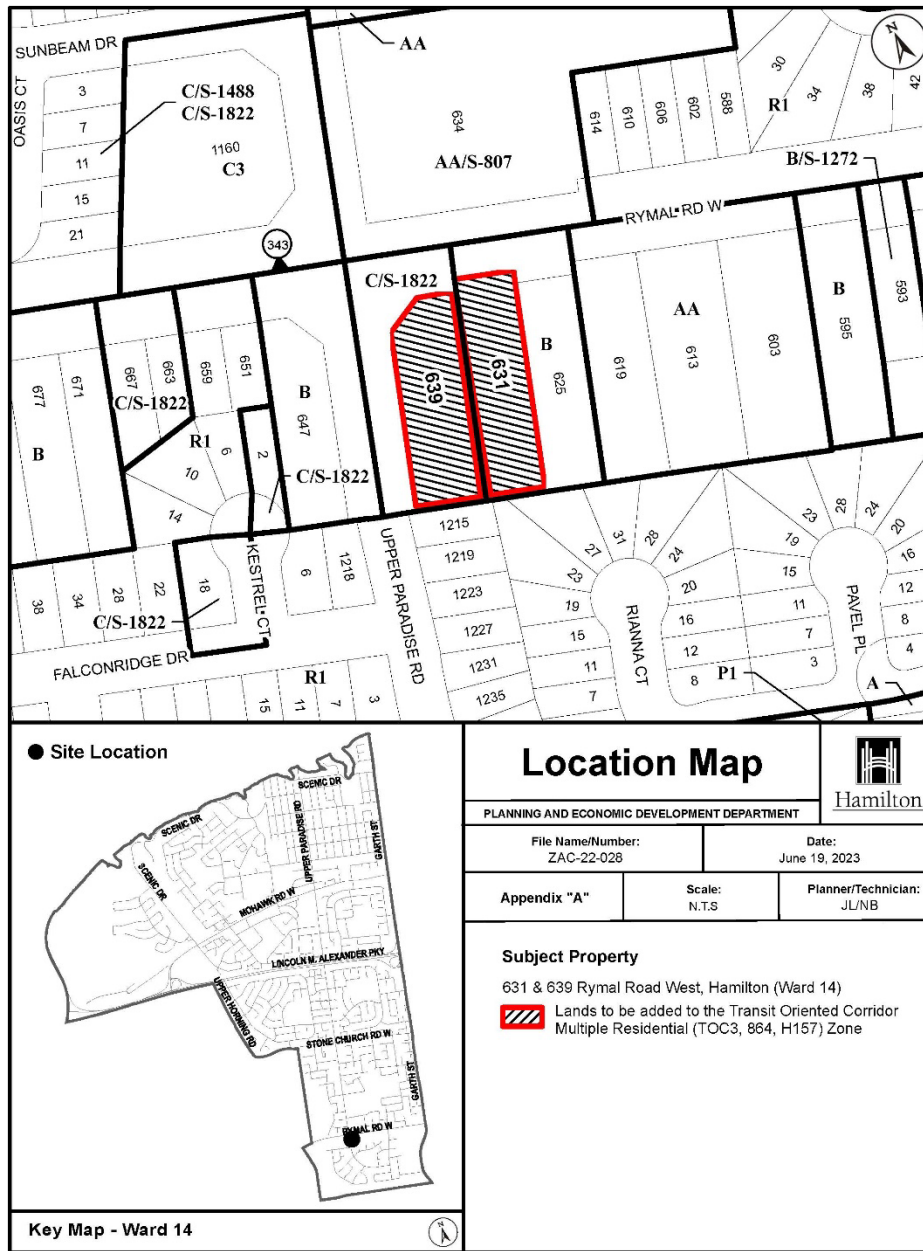 SUNBEAM DR
AA
N
OASIS CT
3
7
11
15
21
C/S-1488
C/S-1822
1160
C3
634
AA/S-807
614
610
606
602
588
30
34
38
42
R1
B/S-1272
RYMAL RD W
343
C/S-1822
677
671
667
663
659
651
C/S-1822
B
R1
B
647
639
631
B
625
619
613
603
AA
B
595
593
10
6
2
14
C/S-1822
38
34
28
22
18
C/S-1822
KESTREL CT
6
1218
UPPER PARADISE RD
1215
1219
1223
1227
1231
1235
FALCONRIDGE DR
R1
15
11
7
3
27
31
28
24
23
19
15
11
7
20
16
12
8
RIANNA CT
23
28
24
20
19
15
11
7
3
16
12
8
4
PAVEL PL
P1
A
Site Location
SCENIC DR
SCENIC DR
SCENIC DR
UPPER PARADISE RD
GARTH ST
MOHAWK RD W
LINCOLN M. ALEXANDER PKY
UPPER HORNING RD
STONE CHURCH RD W
GARTH ST
RYMAL RD W
Key Map - Ward 14
N
Location Map
Hamilton
PLANNING AND ECONOMIC DEVELOPMENT DEPARTMENT
File Name/Number:
ZAC-22-028
Date:
June 19, 2023
Appendix "A"
Scale:
N.T.S
Planner/Technician:
JL/NB
Subject Property
631 & 639 Rymal Road West, Hamilton (Ward 14)
Lands to be added to the Transit Oriented Corridor
Multiple Residential (TOC3, 864, H157) Zone